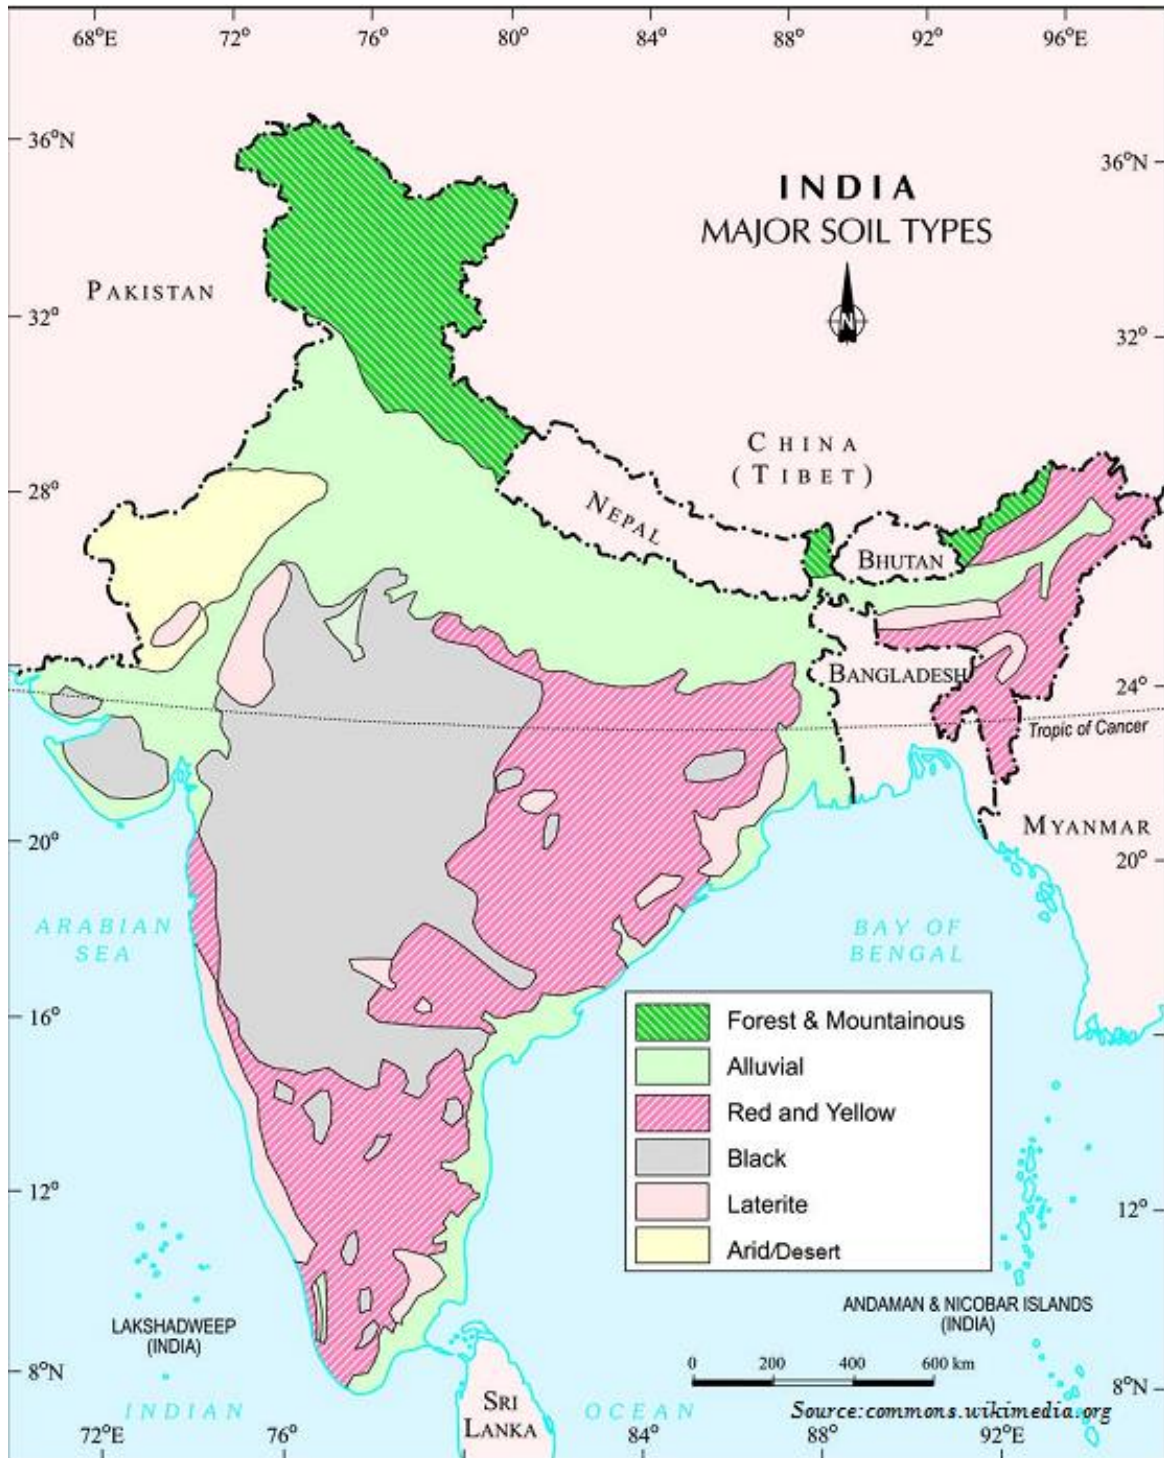 68°E 72° 76° 80° 84° 88° 92° 96°E
36°N
36°N
INDIA
MAJOR SOIL TYPES
N
PAKISTAN
32°
32°
CHINA
(TIBET)
28°
NEPAL
BHUTAN
BANGLADESH
24°
Tropic of Cancer
MYANMAR
20°
20°
ARABIAN
SEA
BAY OF
BENGAL
16°
Forest & Mountainous
Alluvial
Red and Yellow
Black
Laterite
Arid/Desert
12°
12°
LAKSHADWEEP
(INDIA)
ANDAMAN & NICOBAR ISLANDS
(INDIA)
0 200 400 600 km
8°N
8°N
SRI
LANKA
INDIAN OCEAN
Source:commons.wikimedia.org
72°E 76° 84° 88° 92°E